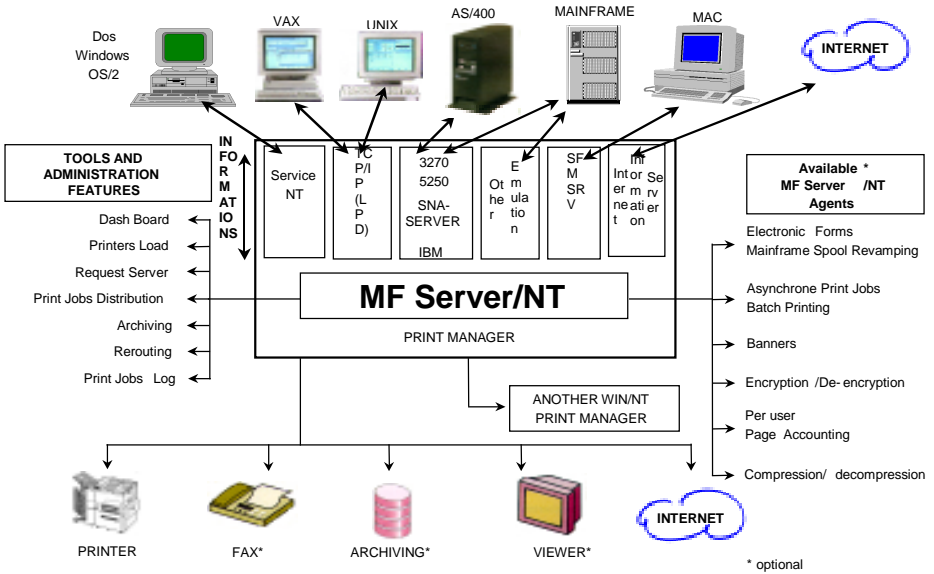 Dos
Windows
OS/2
VAX
UNIX
AS/400
MAINFRAME
MAC
INTERNET
TOOLS AND
ADMINISTRATION
FEATURES
Dash Board
Printers Load
Request Server
Print Jobs Distribution
Archiving
Rerouting
Print Jobs Log
IN
FO
R
M
AT
IO
NS
Service
NT
TC
P/I
P
(L
P
D)
3270
5250
SNA-
SERVER
IBM
Ot
he
r
E
m
ula
tio
n
SF
M
SR
V
Int
er
ne
t
Inf
or
m
ati
on
Se
rv
er
MF Server/NT
PRINT MANAGER
ANOTHER WIN/NT
PRINT MANAGER
Available *
MF Server /NT
Agents
Electronic Forms
Mainframe Spool Revamping
Asynchrone Print Jobs
Batch Printing
Banners
Encryption /De- encryption
Per user
Page Accounting
Compression/ decompression
PRINTER
FAX*
ARCHIVING*
VIEWER*
INTERNET
* optional